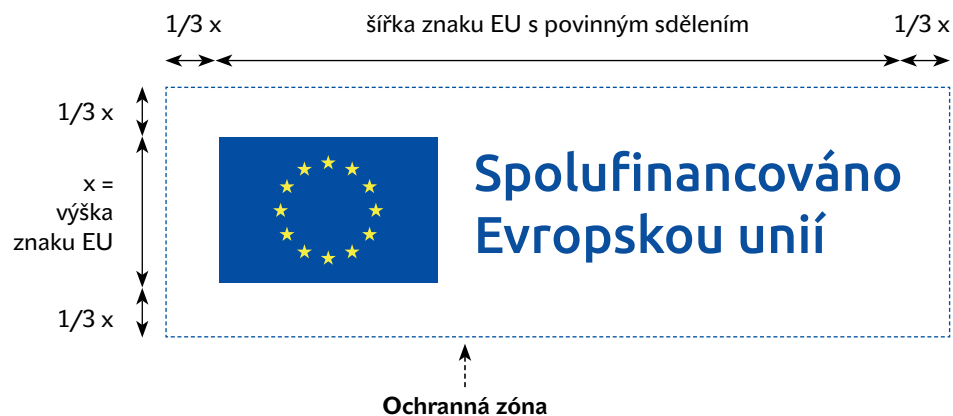 1/3 x
šířka znaku EU s povinným sdělením
1/3 x
1/3 x
x =
výška
znaku EU
1/3 x
Spolufinancováno
Evropskou unií
Ochranná zóna